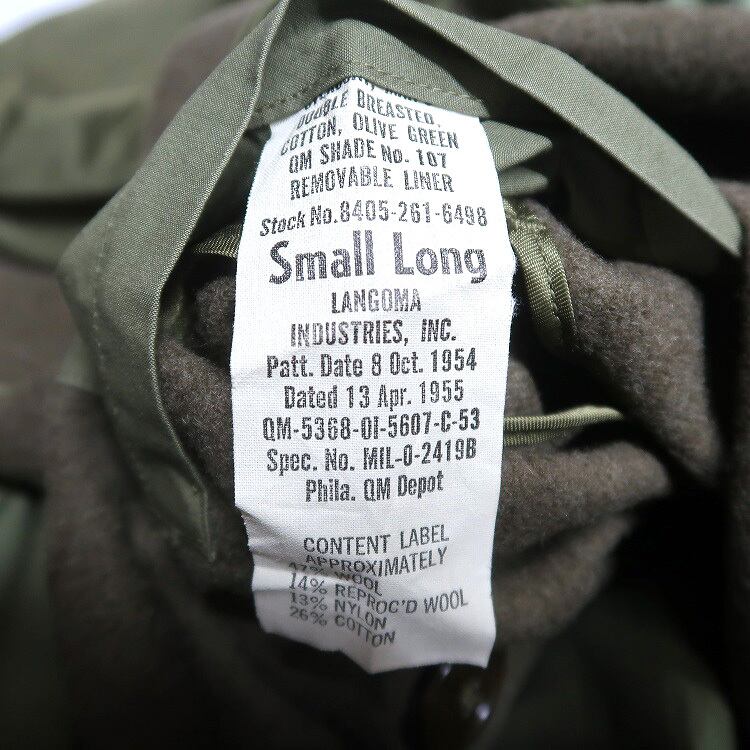 DOUBLE BREASTED,
COTTON, OLIVE GREEN
QM SHADE No. 107
REMOVABLE LINER
Stock No.8405-261-6498
Small Long
LANGOMA
INDUSTRIES, INC.
Patt. Date 8 Oct. 1954
Dated 13 Apr. 1955
QM-5368-OI-5607-C-53
Spec. No. MIL-O-2419B
Phila. QM Depot
CONTENT LABEL
APPROXIMATELY
47% WOOL
14% REPROC'D WOOL
13% NYLON
26% COTTON